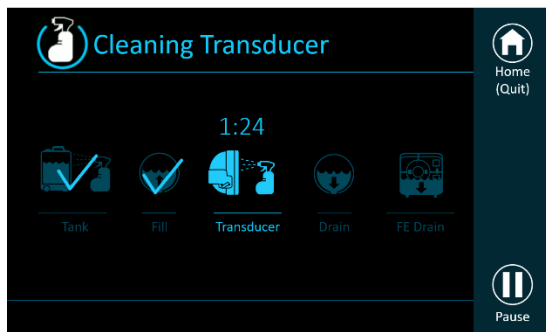 Cleaning Transducer
Home
(Quit)
1:24
Tank
Fill
Transducer
Drain
FE Drain
Pause